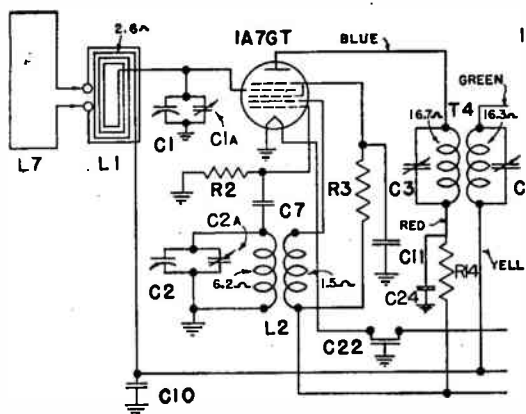 2.6Ω
1A7GT
BLUE
1
GREEN
16.7Ω
T4
16.3Ω
C1
C1A
L7
L1
R2
C7
R3
C3
C
RED
C2A
C11
YELL
R14
6.2Ω
1.5Ω
C24
C2
L2
C22
C10